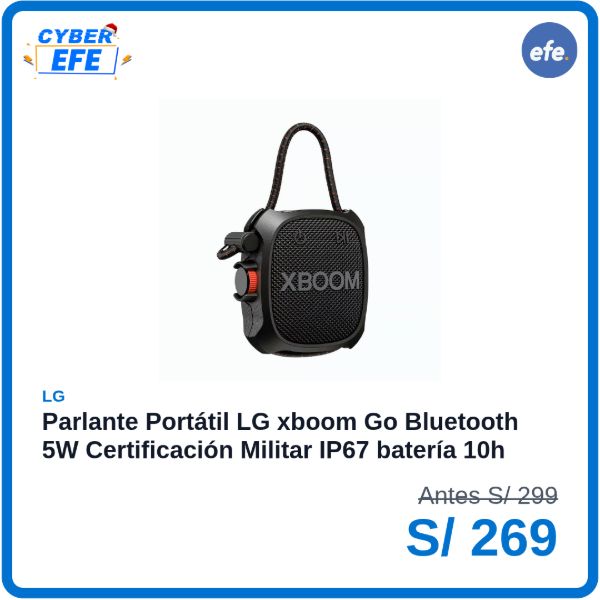 CYBER
EFE
efe.
XBOOM
LG
Parlante Portátil LG xboom Go Bluetooth
5W Certificación Militar IP67 batería 10h
Antes S/ 299
S/ 269